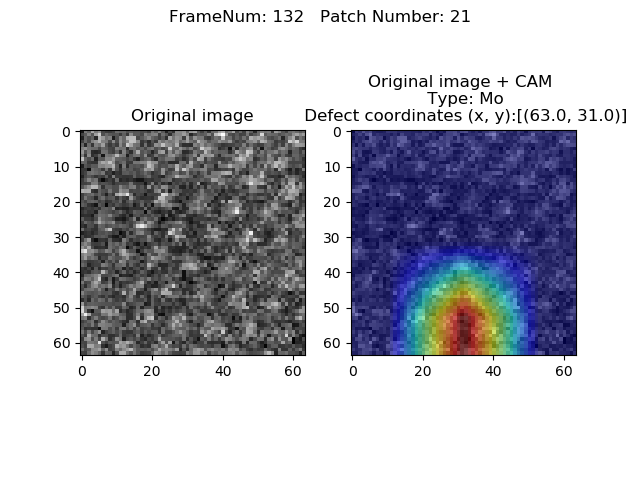 FrameNum: 132   Patch Number: 21
Original image
Original image + CAM
Type: Mo
Defect coordinates (x, y):[(63.0, 31.0)]
0
10
20
30
40
50
60
0 20 40 60
0
10
20
30
40
50
60
0 20 40 60